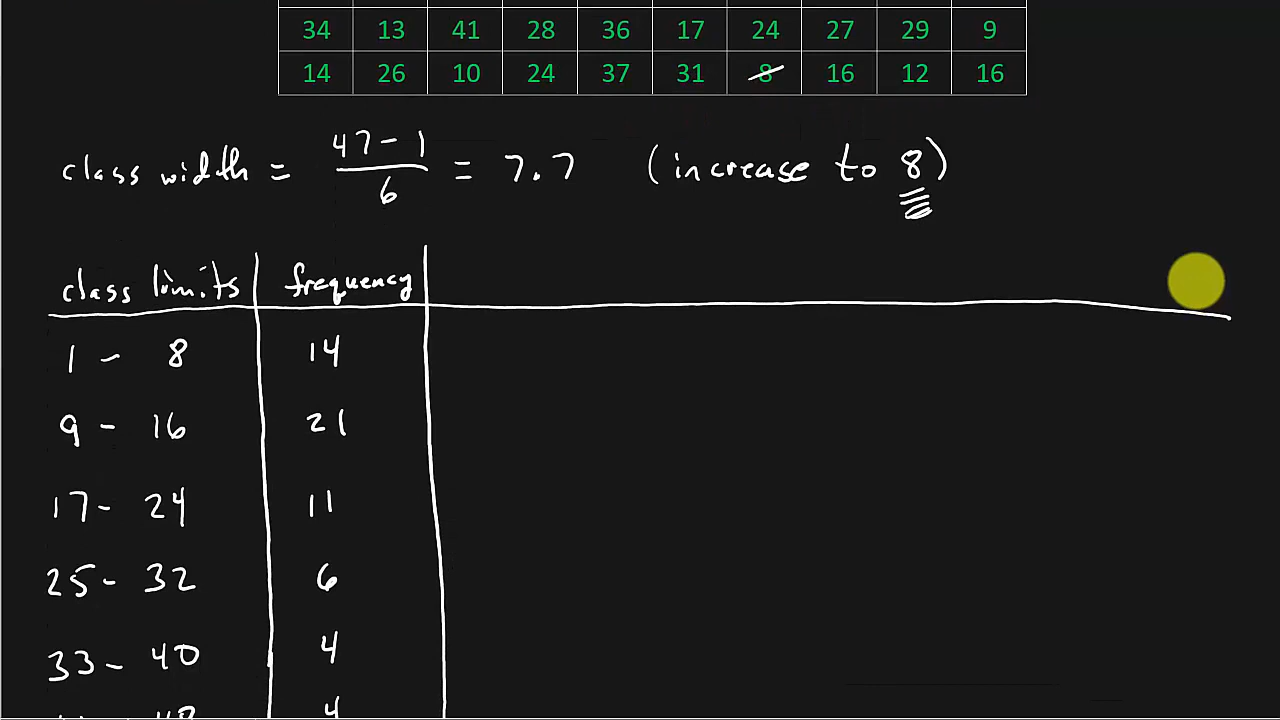 34 13 41 28 36 17 24 27 29 9
14 26 10 24 37 31 8 16 12 16
class width = 47 - 1 / 6 = 7.7 (increase to 8)
class limits frequency
1 - 8 14
9 - 16 21
17 - 24 11
25 - 32 6
33 - 40 4